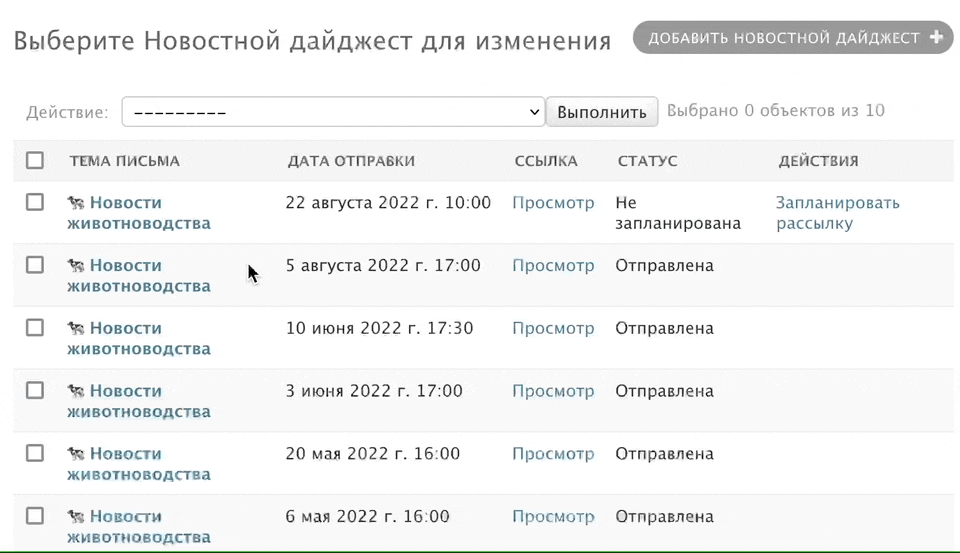 Выберите Новостной дайджест для изменения
ДОБАВИТЬ НОВОСТНОЙ ДАЙДЖЕСТ +
Действие: --------- Выполнить Выбрано 0 объектов из 10
ТЕМА ПИСЬМА ДАТА ОТПРАВКИ ССЫЛКА СТАТУС ДЕЙСТВИЯ
Новости 22 августа 2022 г. 10:00 Просмотр Не Запланировать
животноводства запланирована рассылку
Новости 5 августа 2022 г. 17:00 Просмотр Отправлена
животноводства
Новости 10 июня 2022 г. 17:30 Просмотр Отправлена
животноводства
Новости 3 июня 2022 г. 17:00 Просмотр Отправлена
животноводства
Новости 20 мая 2022 г. 16:00 Просмотр Отправлена
животноводства
Новости 6 мая 2022 г. 16:00 Просмотр Отправлена
животноводства